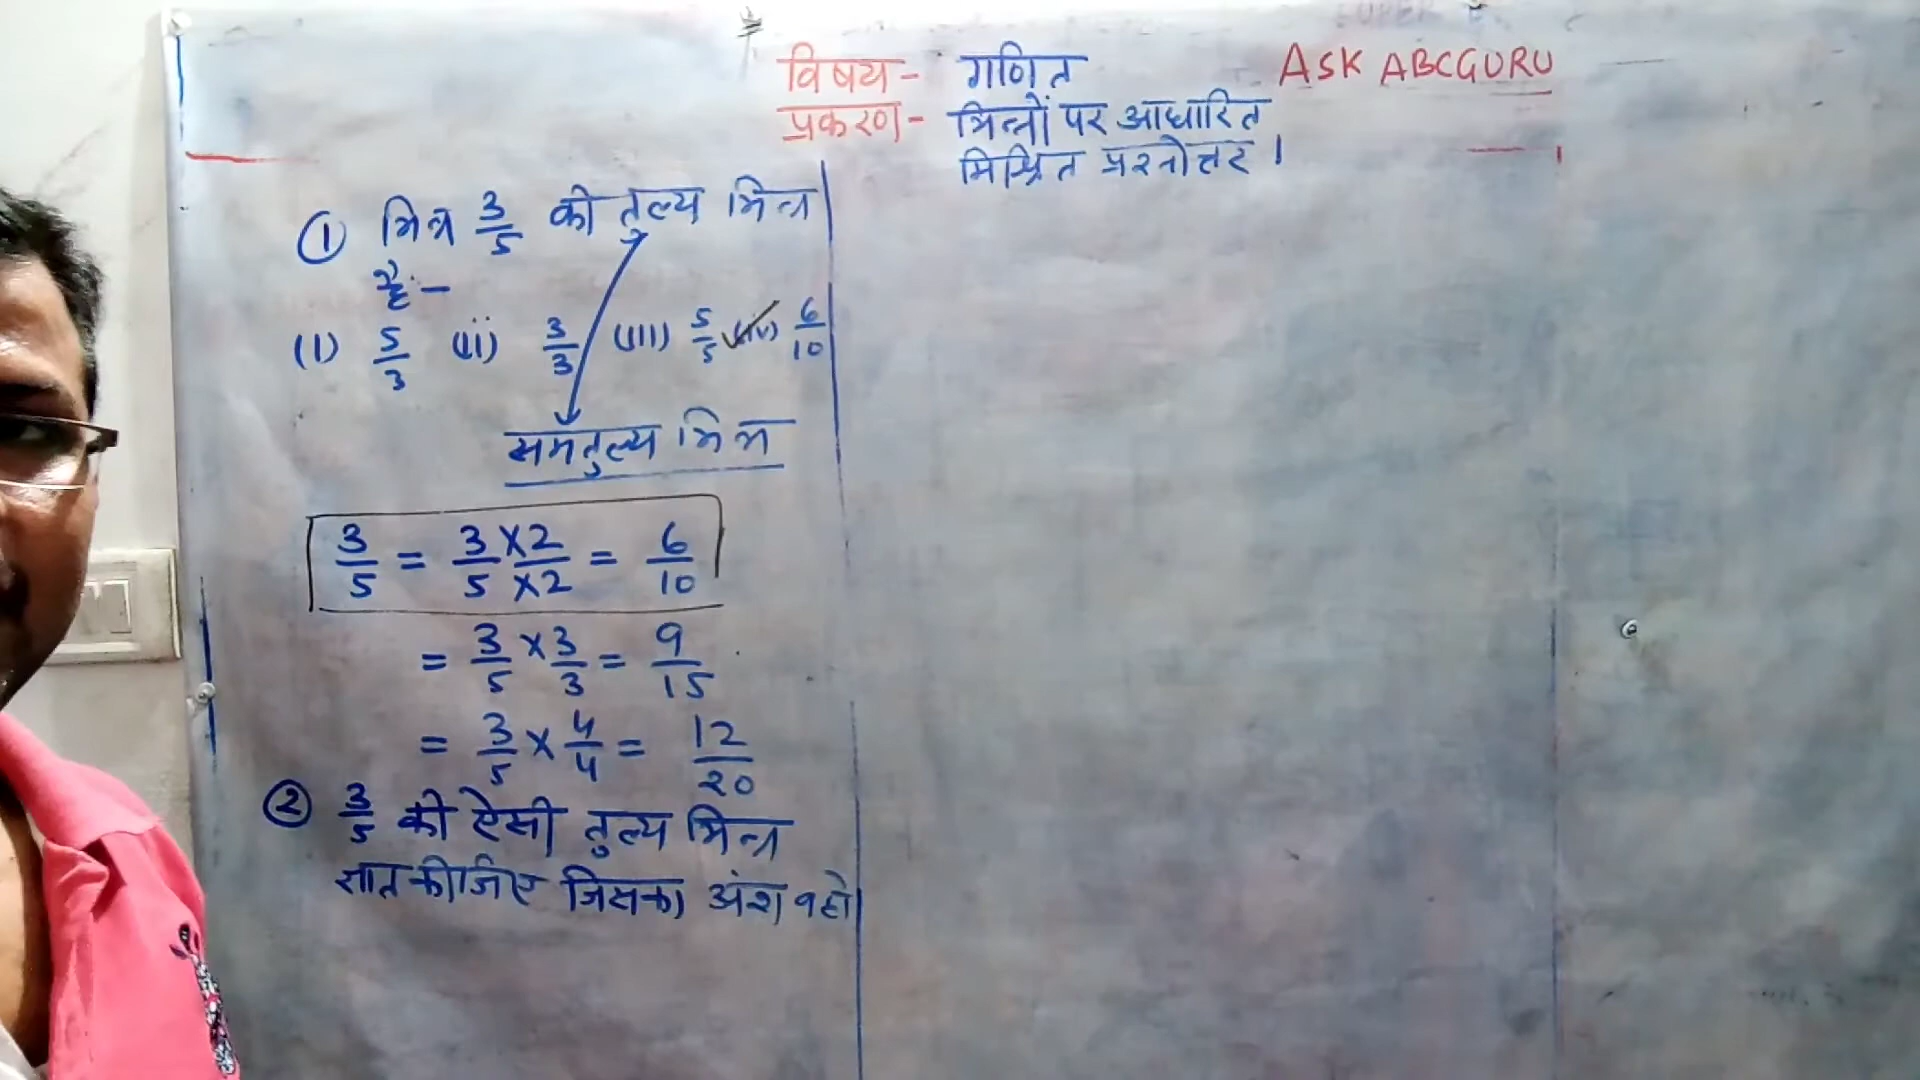 विषय- गणित
ASK ABCGURU
प्रकरण- भिन्नों पर आधारित
मिश्रित प्रश्नोत्तर ।
① भिन्न 3/5 की तुल्य भिन्न
है:-
(i) 5/3 (ii) 3/3 (iii) 5/5 (iv) 6/10
समतुल्य भिन्न
3/5 = 3×2/5×2 = 6/10
= 3/5 × 3/3 = 9/15
= 3/5 × 4/4 = 12/20
② 3/5 की ऐसी तुल्य भिन्न
ज्ञात कीजिए जिसका अंश 9 हो।